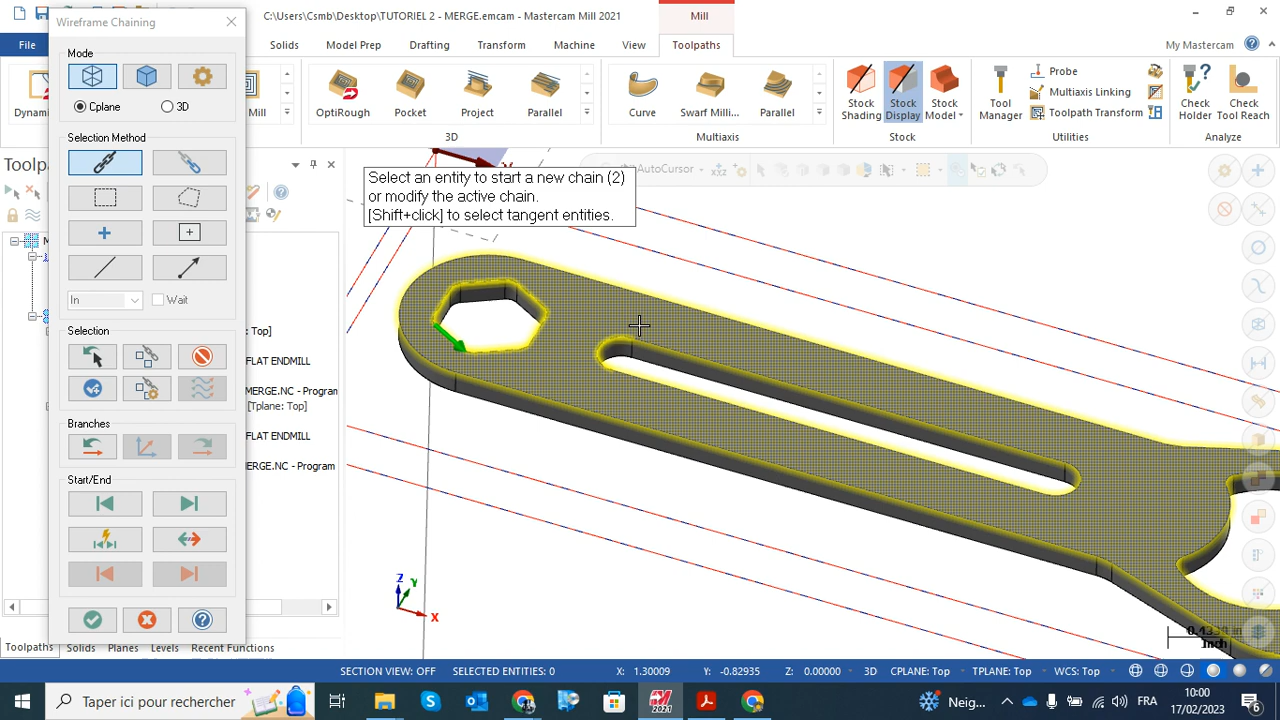 C:\Users\Csmb\Desktop\TUTORIEL 2 - MERGE.emcam - Mastercam Mill 2021
Mill
Wireframe Chaining
File
Solids
Model Prep
Drafting
Transform
Machine
View
Toolpaths
My Mastercam
Mode
Cplane
3D
Selection Method
In
Wait
Selection
Branches
Start/End
Mill
OptiRough
Pocket
Project
Parallel
3D
Curve
Swarf Milli...
Parallel
Multiaxis
Stock Shading
Stock Display
Stock Model
Stock
Tool Manager
Probe
Multiaxis Linking
Toolpath Transform
Utilities
Check Holder
Check Tool Reach
Analyze
AutoCursor
Select an entity to start a new chain (2)
or modify the active chain.
[Shift+click] to select tangent entities.
Top]
FLAT ENDMILL
MERGE.NC - Program
[Tplane: Top]
FLAT ENDMILL
MERGE.NC - Program
Z
Y
X
Inch
Toolpaths
Solids
Planes
Levels
Recent Functions
SECTION VIEW: OFF
SELECTED ENTITIES: 0
X: 1.30009
Y: -0.82935
Z: 0.00000
3D
CPLANE: Top
TPLANE: Top
WCS: Top
Taper ici pour rechercher
2021
Neig...
FRA
10:00
17/02/2023
6